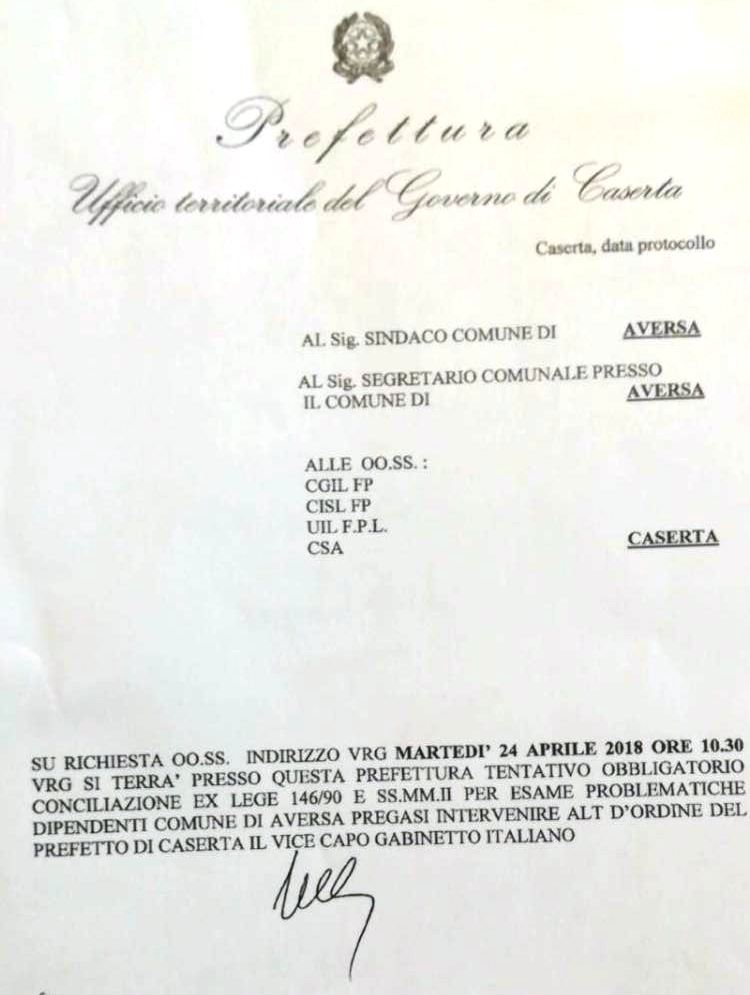 Prefettura
Ufficio territoriale del Governo di Caserta
Caserta, data protocollo
AL Sig. SINDACO COMUNE DI AVERSA
AL Sig. SEGRETARIO COMUNALE PRESSO
IL COMUNE DI AVERSA
ALLE OO.SS. :
CGIL FP
CISL FP
UIL F.P.L.
CSA CASERTA
SU RICHIESTA OO.SS. INDIRIZZO VRG MARTEDI' 24 APRILE 2018 ORE 10.30
VRG SI TERRA' PRESSO QUESTA PREFETTURA TENTATIVO OBBLIGATORIO
CONCILIAZIONE EX LEGE 146/90 E SS.MM.II PER ESAME PROBLEMATICHE
DIPENDENTI COMUNE DI AVERSA PREGASI INTERVENIRE ALT D'ORDINE DEL
PREFETTO DI CASERTA IL VICE CAPO GABINETTO ITALIANO